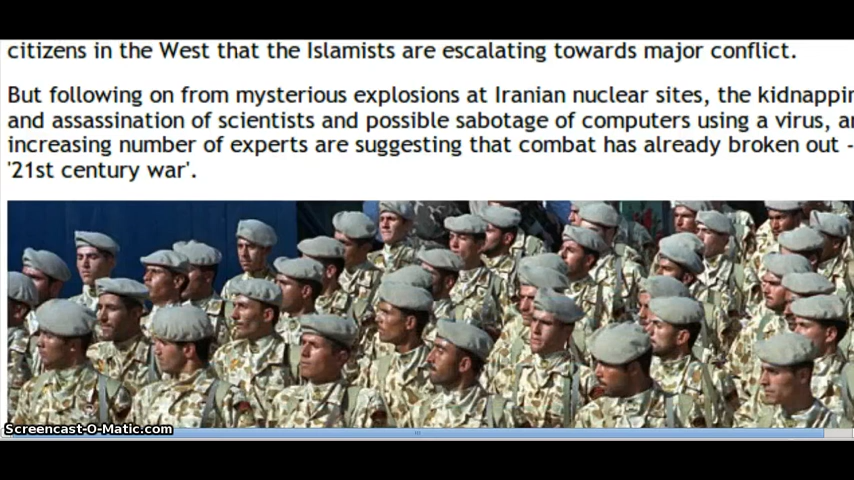 citizens in the West that the Islamists are escalating towards major conflict.
But following on from mysterious explosions at Iranian nuclear sites, the
and assassination of scientists and possible sabotage of computers using a virus,
increasing number of experts are suggesting that combat has already broken out -
'21st century war'.
Screencast-O-Matic.com